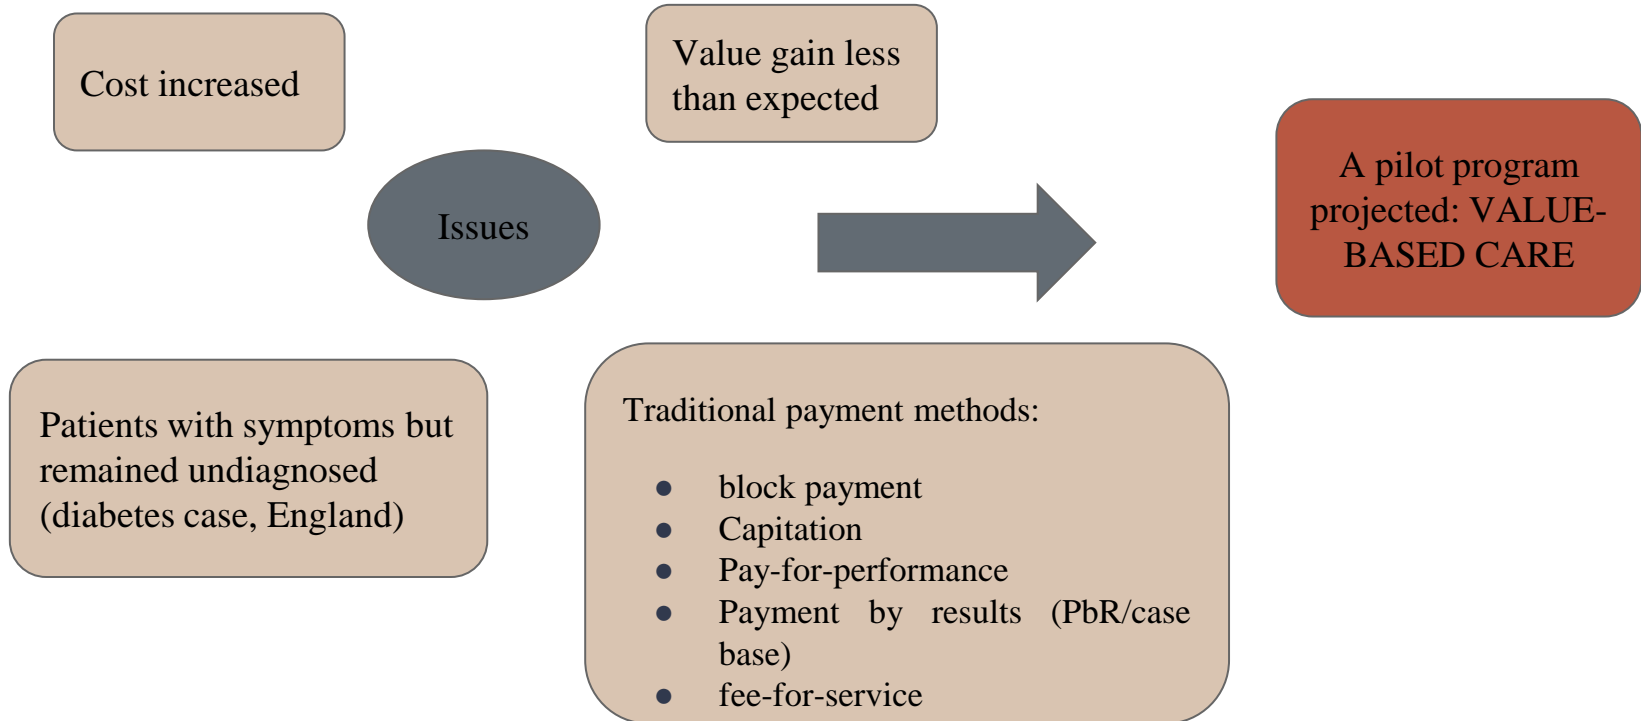 Cost increased
Value gain less
than expected
Issues
A pilot program
projected: VALUE-
BASED CARE
Patients with symptoms but
remained undiagnosed
(diabetes case, England)
Traditional payment methods:
● block payment
● Capitation
● Pay-for-performance
● Payment by results (PbR/case
base)
● fee-for-service